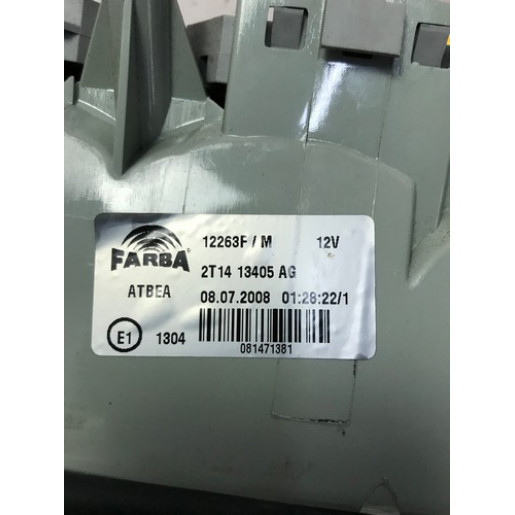 12263F / M 12V
FARBA
2T14 13405 AG
ATBEA 08.07.2008 01:28:22/1
E1 1304
081471381